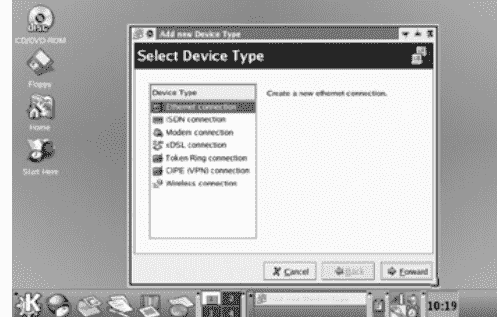 CD/DVD-ROM
Floppy
Home
Start Here
Add new Device Type
Select Device Type
Device Type
Ethernet connection
ISDN connection
Modem connection
xDSL connection
Token Ring connection
CIPE (VPN) connection
Wireless connection
Create a new ethernet connection.
Cancel
Back
Forward
10:19